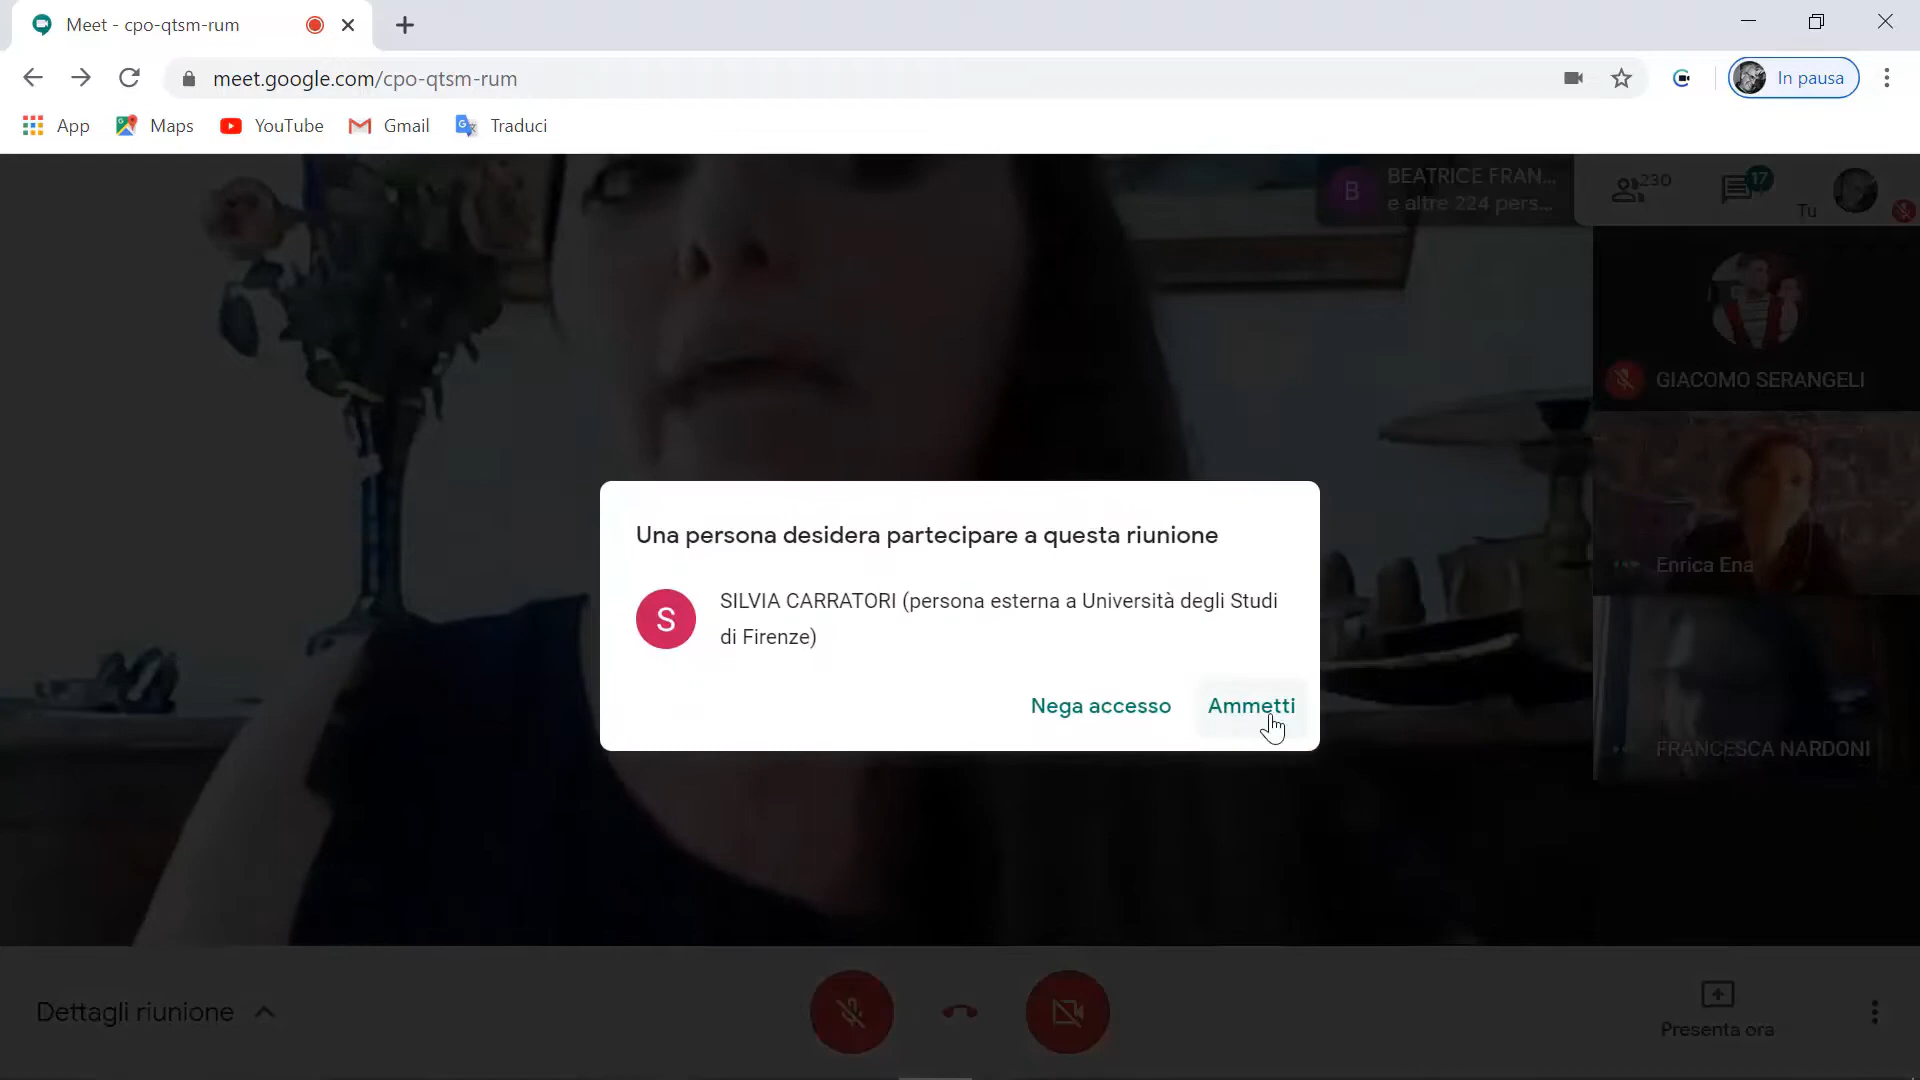 Meet - cpo-qtsm-rum
meet.google.com/cpo-qtsm-rum
In pausa
App
Maps
YouTube
Gmail
Traduci
B
BEATRICE FRAN...
e altre 224 pers...
230
17
Tu
GIACOMO SERANGELI
Enrica Ena
FRANCESCA NARDONI
Una persona desidera partecipare a questa riunione
S
SILVIA CARRATORI (persona esterna a Università degli Studi
di Firenze)
Nega accesso
Ammetti
Dettagli riunione
Presenta ora